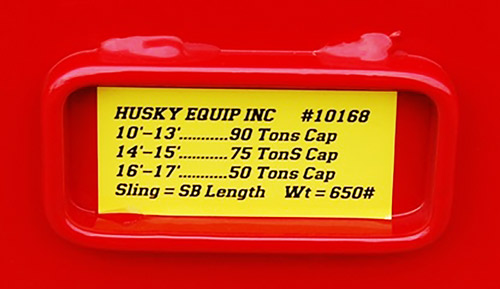 HUSKY EQUIP INC #10168
10'-13'...........90 Tons Cap
14'-15'...........75 TonS Cap
16'-17'...........50 Tons Cap
Sling = SB Length Wt = 650#